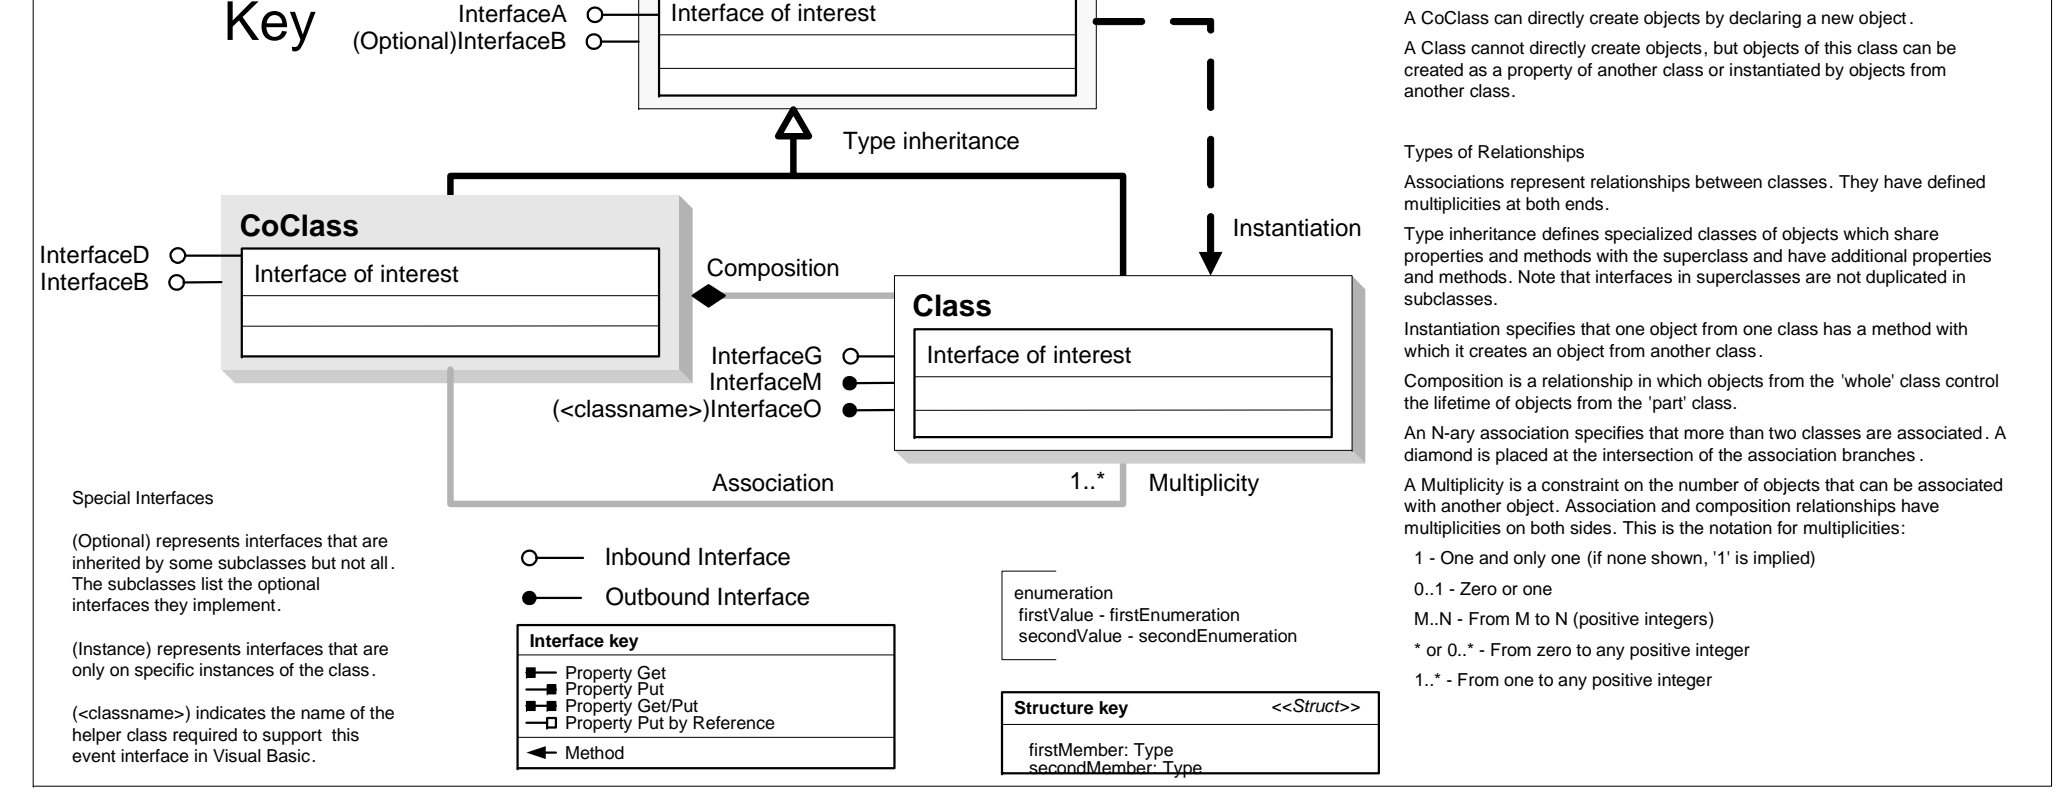 Key
InterfaceA
(Optional)InterfaceB
Interface of interest
Type inheritance
CoClass
InterfaceD
InterfaceB
Interface of interest
Composition
Instantiation
Class
InterfaceG
InterfaceM
(<classname>)InterfaceO
Interface of interest
Association
1..*
Multiplicity
Special Interfaces
(Optional) represents interfaces that are
inherited by some subclasses but not all.
The subclasses list the optional
interfaces they implement.
(Instance) represents interfaces that are
only on specific instances of the class.
(<classname>) indicates the name of the
helper class required to support this
event interface in Visual Basic.
Inbound Interface
Outbound Interface
Interface key
Property Get
Property Put
Property Get/Put
Property Put by Reference
Method
enumeration
firstValue - firstEnumeration
secondValue - secondEnumeration
Structure key <<Struct>>
firstMember: Type
secondMember: Type
A CoClass can directly create objects by declaring a new object.
A Class cannot directly create objects, but objects of this class can be
created as a property of another class or instantiated by objects from
another class.
Types of Relationships
Associations represent relationships between classes. They have defined
multiplicities at both ends.
Type inheritance defines specialized classes of objects which share
properties and methods with the superclass and have additional properties
and methods. Note that interfaces in superclasses are not duplicated in
subclasses.
Instantiation specifies that one object from one class has a method with
which it creates an object from another class.
Composition is a relationship in which objects from the 'whole' class control
the lifetime of objects from the 'part' class.
An N-ary association specifies that more than two classes are associated. A
diamond is placed at the intersection of the association branches.
A Multiplicity is a constraint on the number of objects that can be associated
with another object. Association and composition relationships have
multiplicities on both sides. This is the notation for multiplicities:
1 - One and only one (if none shown, '1' is implied)
0..1 - Zero or one
M..N - From M to N (positive integers)
* or 0..* - From zero to any positive integer
1..* - From one to any positive integer